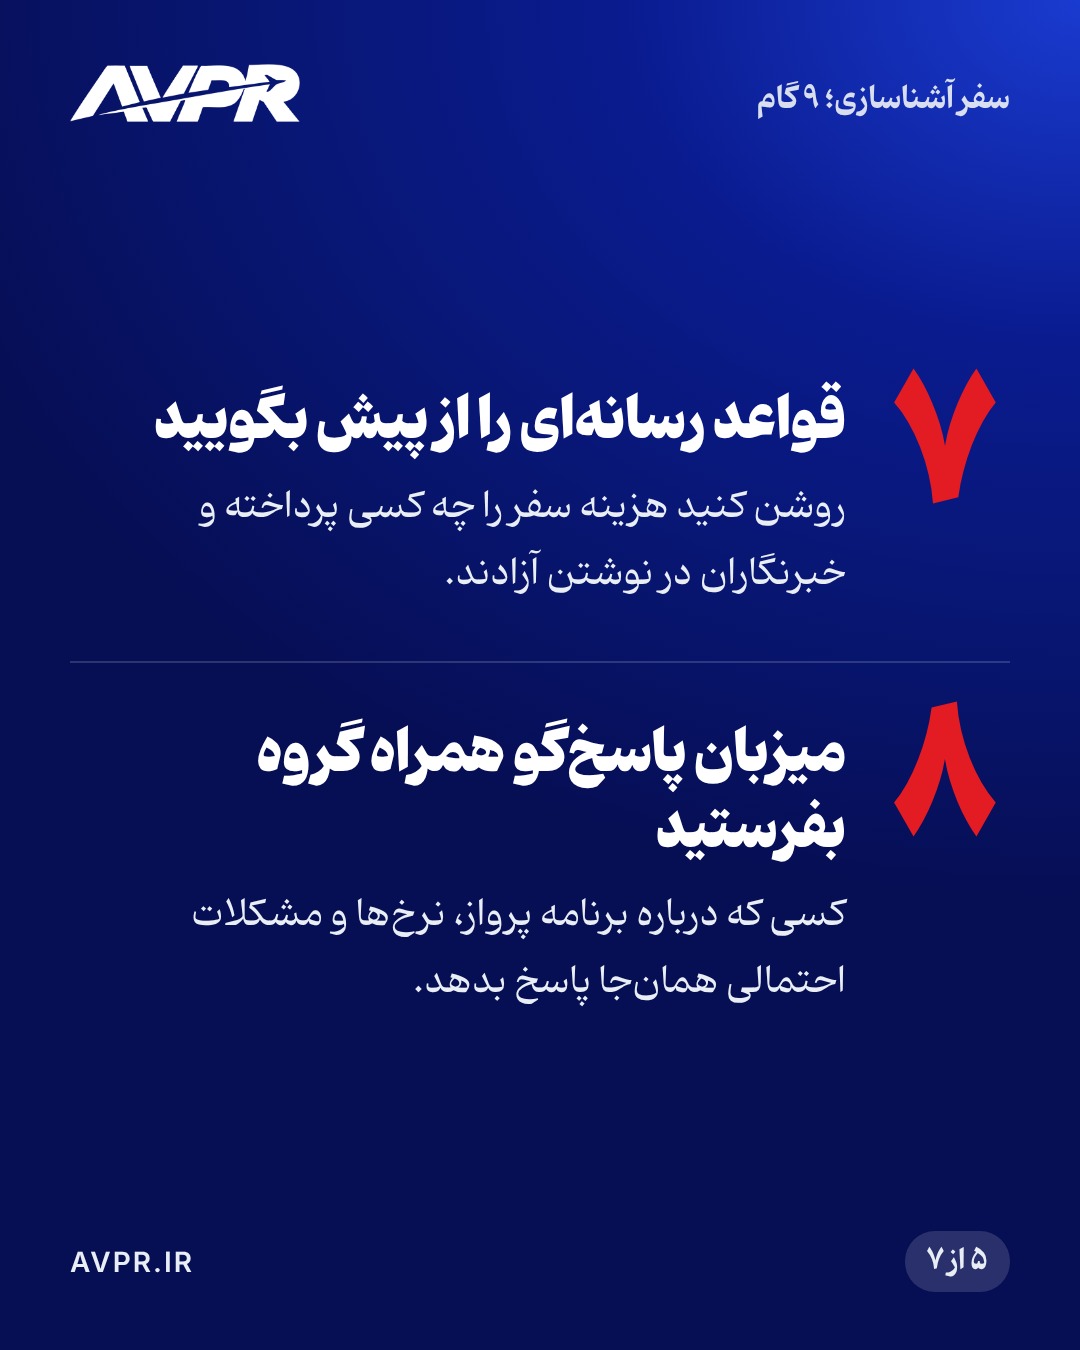 AVPR
سفر آشناسازی؛ ۹ گام
۷
قواعد رسانه‌ای را از پیش بگویید
روشن کنید هزینه سفر را چه کسی پرداخته و
خبرنگاران در نوشتن آزادند.
۸
میزبان پاسخ‌گو همراه گروه
بفرستید
کسی که درباره برنامه پرواز، نرخ‌ها و مشکلات
احتمالی همان‌جا پاسخ بدهد.
AVPR.IR
۵ از ۷